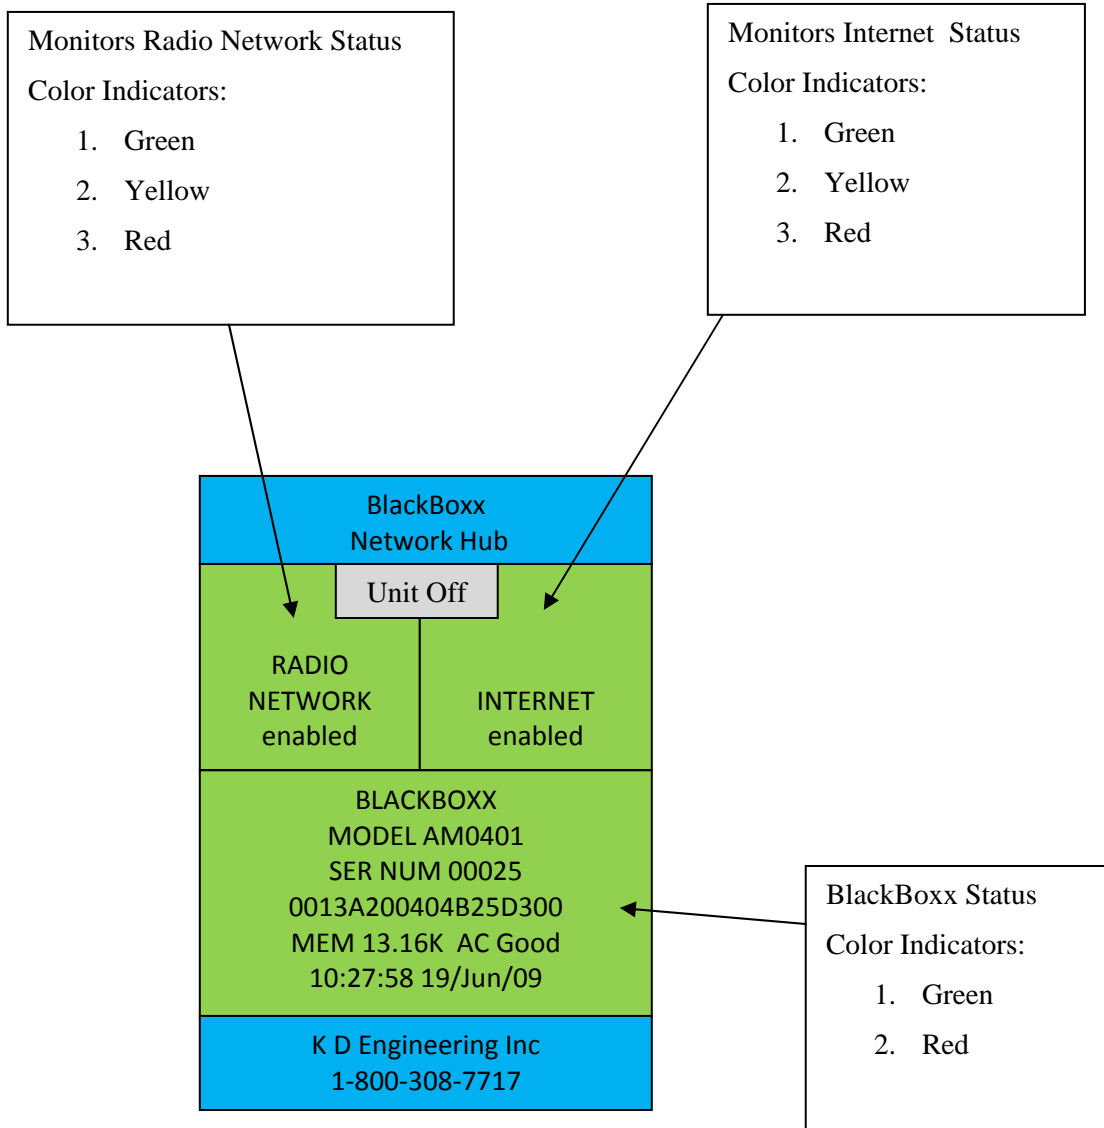 Monitors Radio Network Status
Color Indicators:
1. Green
2. Yellow
3. Red
Monitors Internet  Status
Color Indicators:
1. Green
2. Yellow
3. Red
BlackBoxx
Network Hub
Unit Off
RADIO
NETWORK
enabled
INTERNET
enabled
BLACKBOXX
MODEL AM0401
SER NUM 00025
0013A200404B25D300
MEM 13.16K  AC Good
10:27:58 19/Jun/09
K D Engineering Inc
1-800-308-7717
BlackBoxx Status
Color Indicators:
1. Green
2. Red